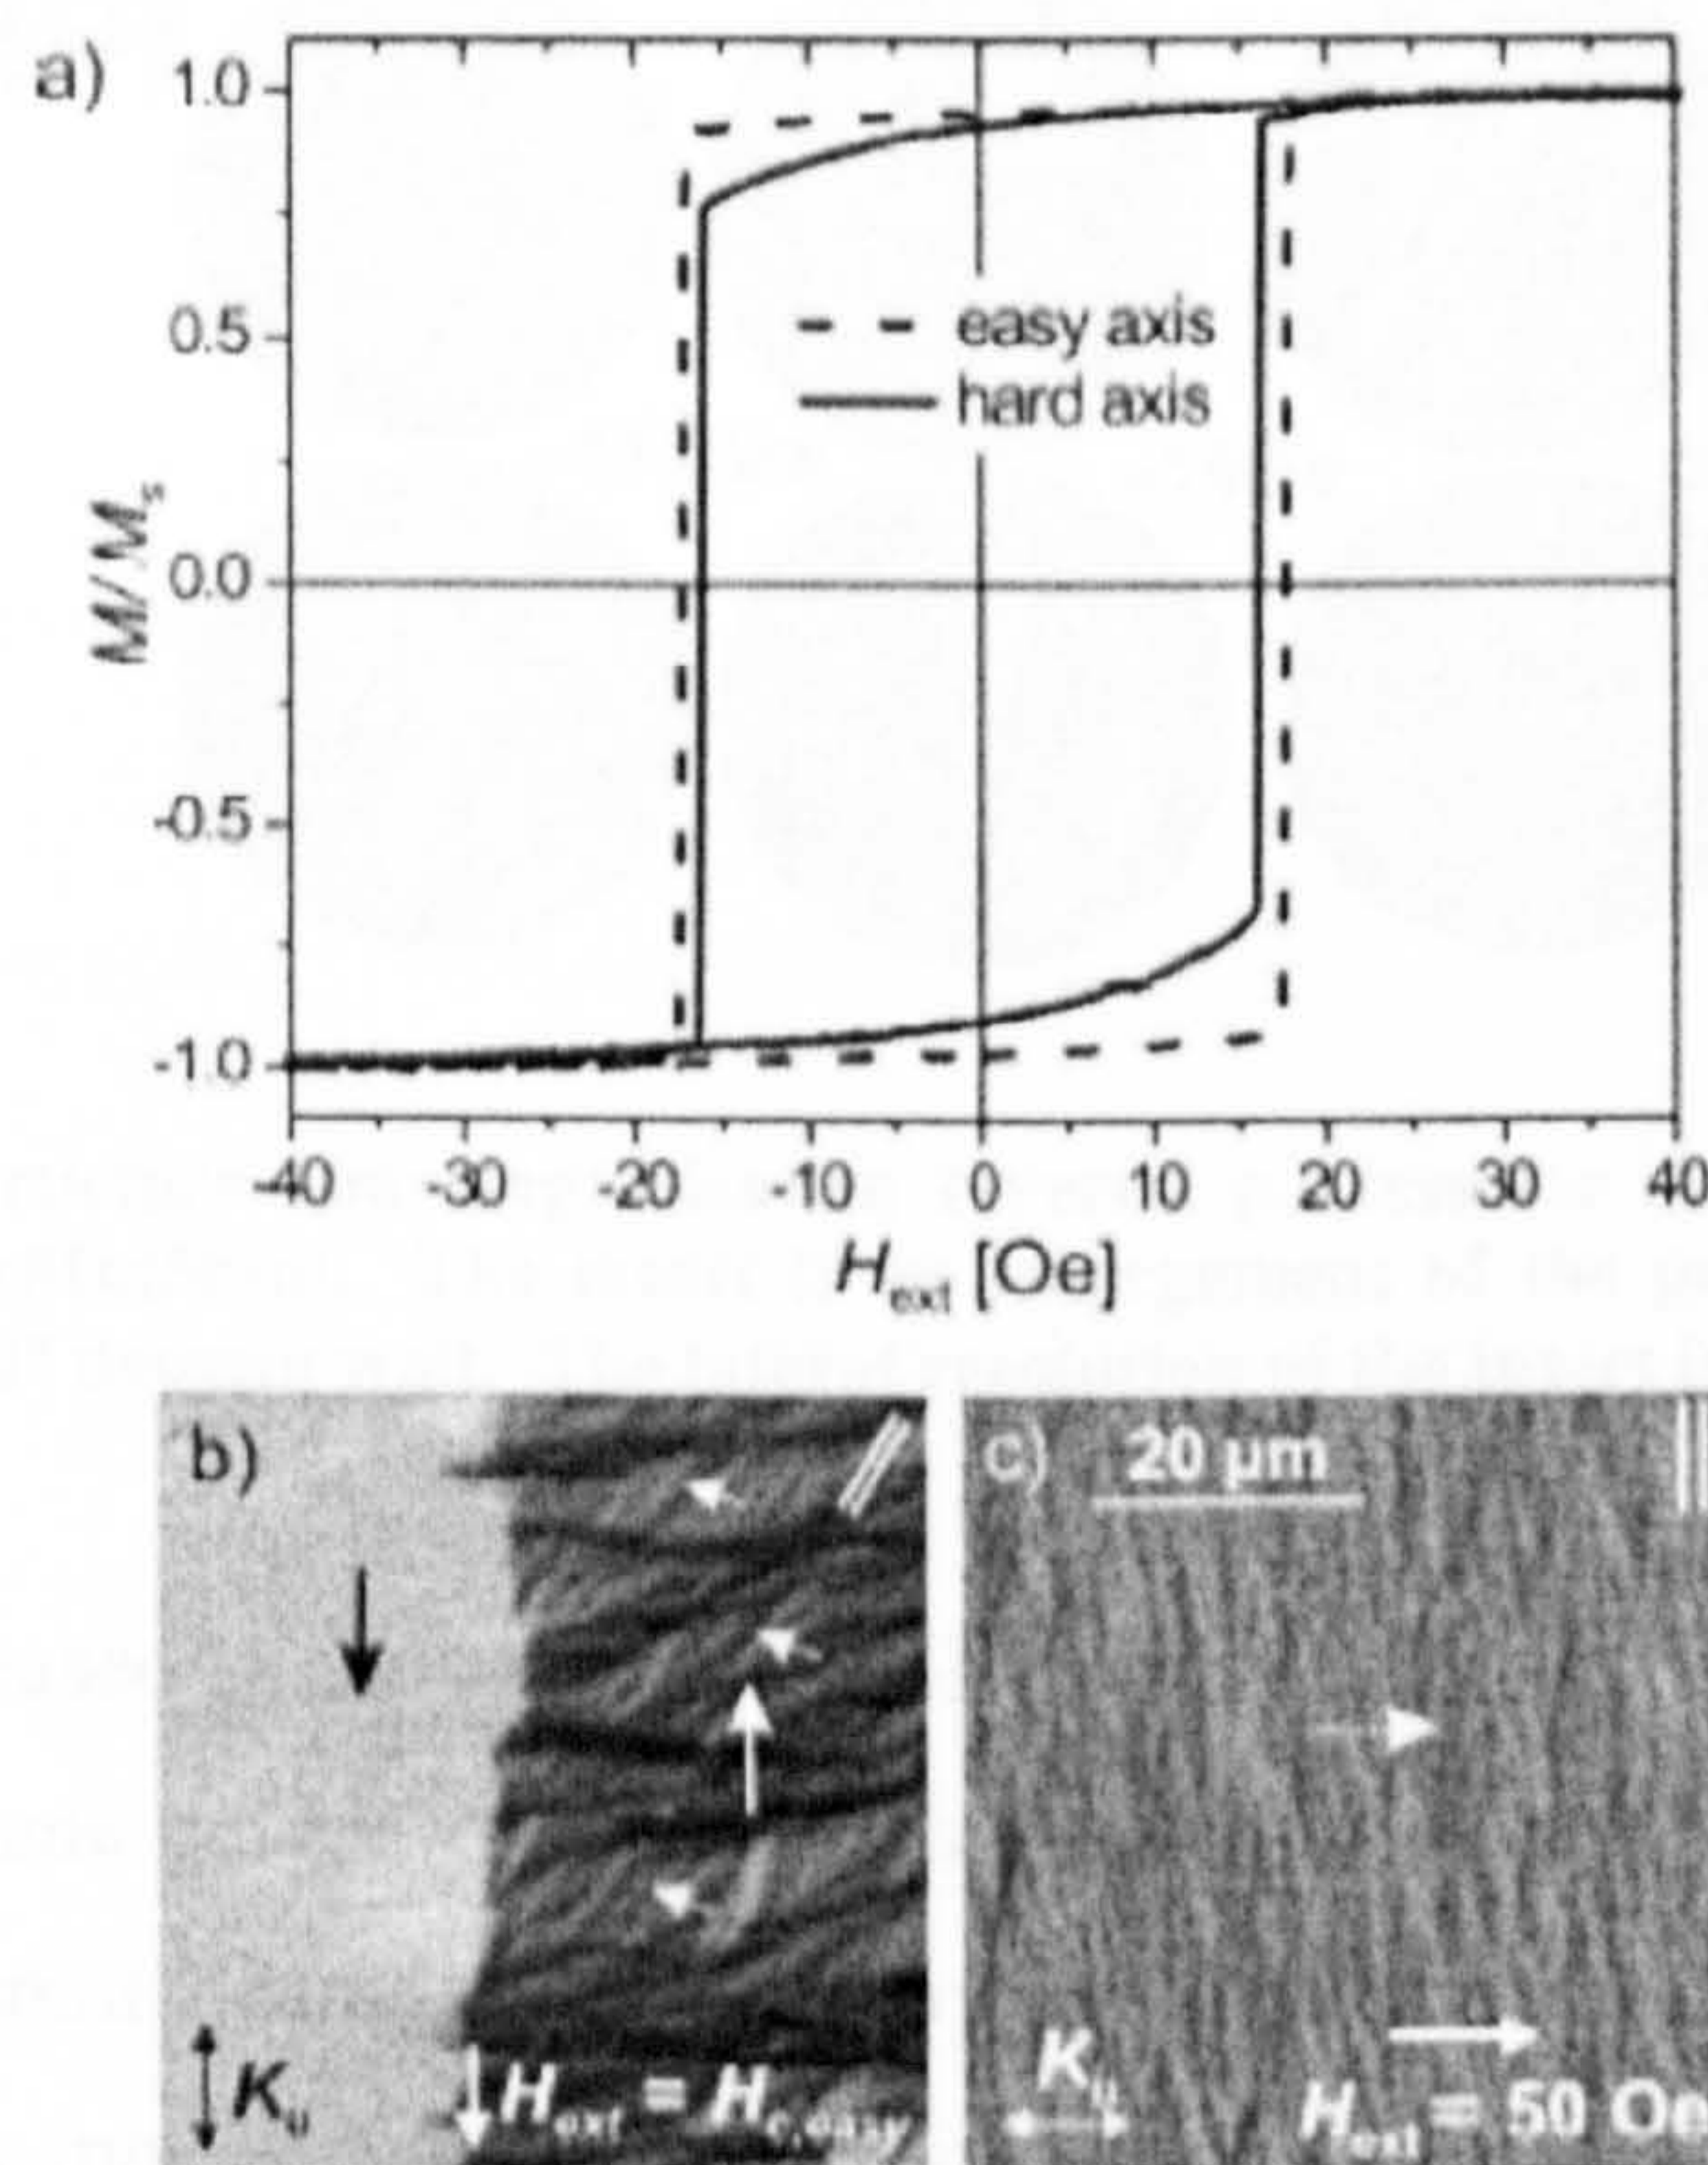 a)
1.0
0.5
0.0
-0.5
-1.0
M/Ms
easy axis
hard axis
-40 -30 -20 -10 0 10 20 30 40
Hext [Oe]
b)
Ku
Hext = Hc,easy
c)
20 μm
Ku
Hext = 50 Oe